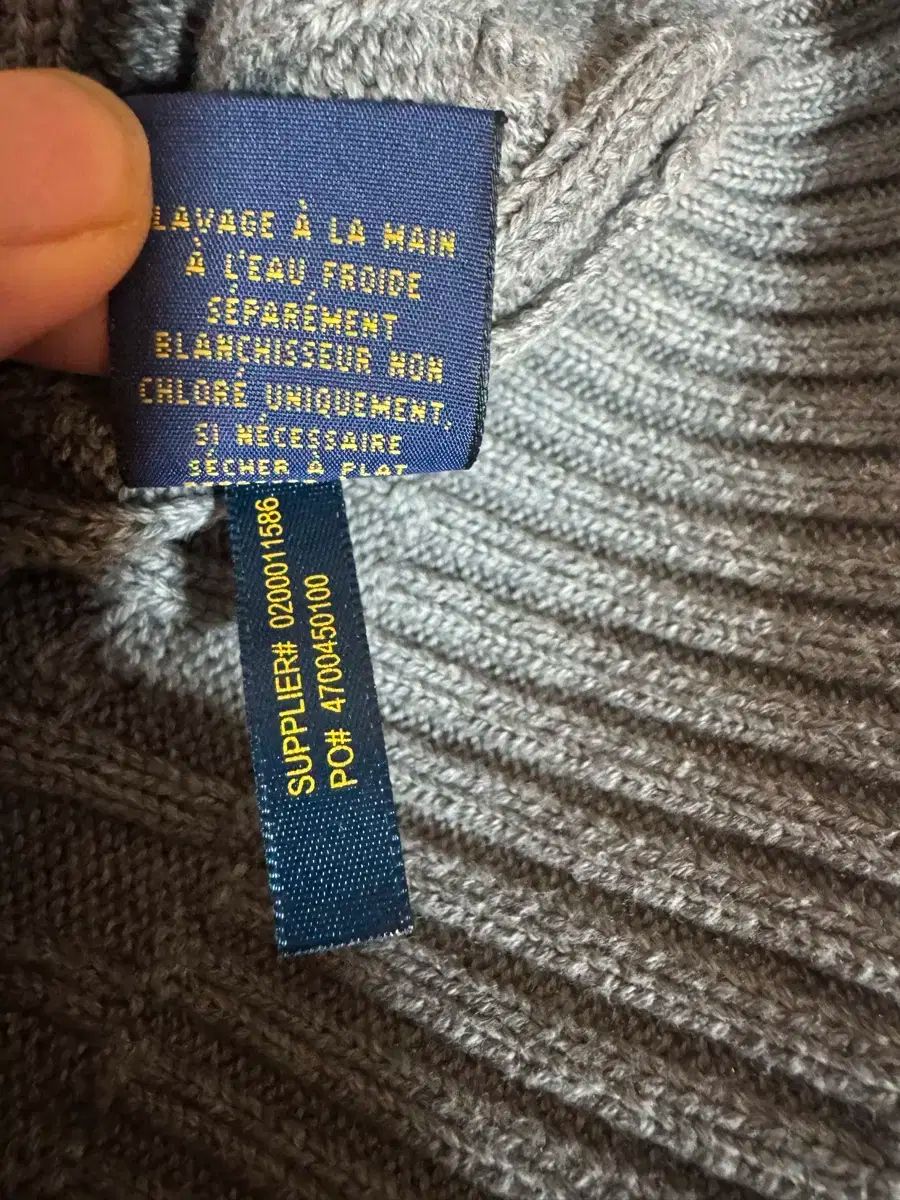 LAVAGE À LA MAIN
À L'EAU FROIDE
SÉPARÉMENT
BLANCHISSEUR NON
CHLORÉ UNIQUEMENT,
SI NÉCESSAIRE
SÉCHER À PLAT
SUPPLIER# 0200011586
PO# 4700450100